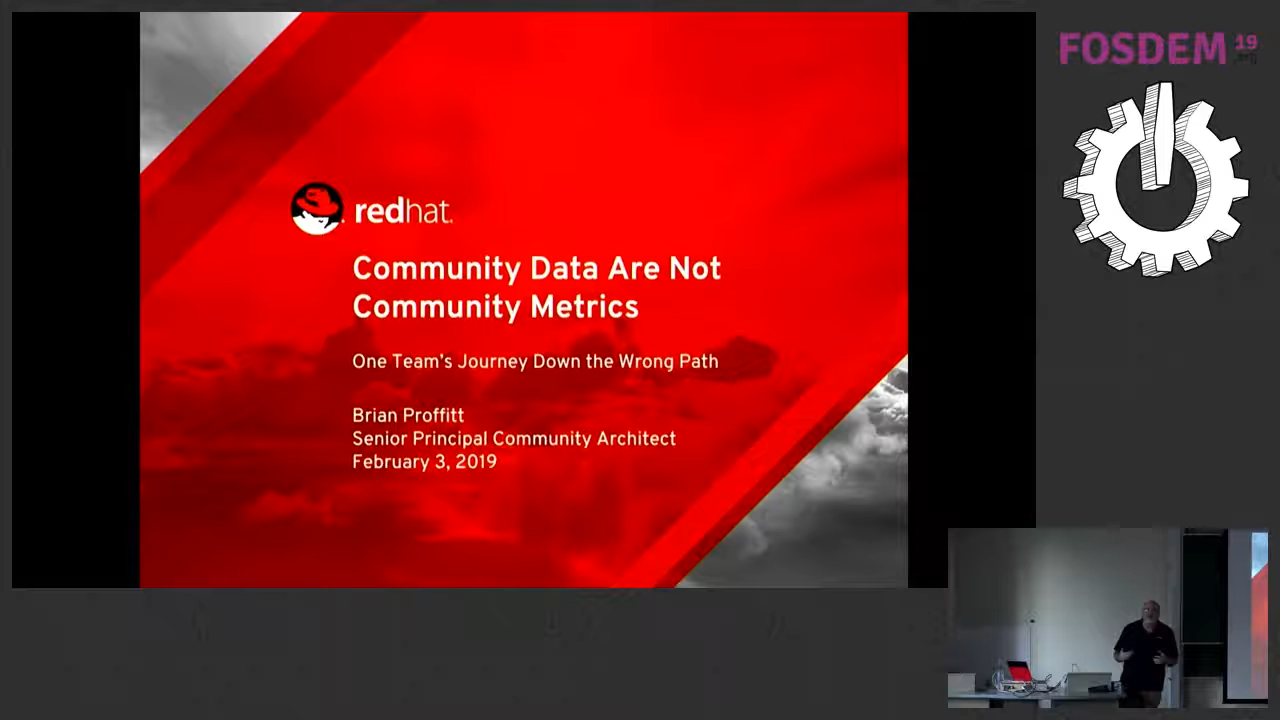 redhat.
Community Data Are Not
Community Metrics
One Team's Journey Down the Wrong Path
Brian Proffitt
Senior Principal Community Architect
February 3, 2019
FOSDEM 19
.org